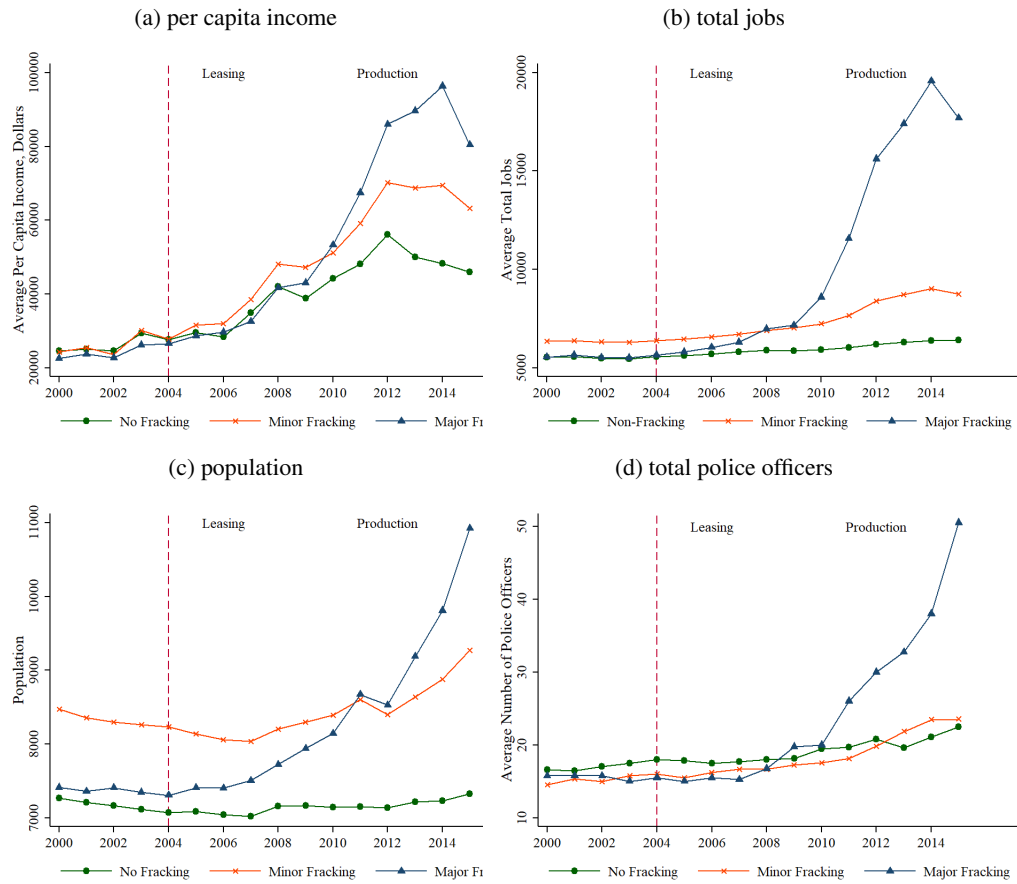 (a) per capita income
(b) total jobs
Average Per Capita Income, Dollars
20000
40000
60000
80000
100000
Leasing
Production
2000
2002
2004
2006
2008
2010
2012
2014
No Fracking
Minor Fracking
Major Fr
Average Total Jobs
5000
10000
15000
20000
Leasing
Production
2000
2002
2004
2006
2008
2010
2012
2014
Non-Fracking
Minor Fracking
Major Fracking
(c) population
(d) total police officers
Population
7000
8000
9000
10000
11000
Leasing
Production
2000
2002
2004
2006
2008
2010
2012
2014
No Fracking
Minor Fracking
Major Fr
Average Number of Police Officers
10
20
30
40
50
Leasing
Production
2000
2002
2004
2006
2008
2010
2012
2014
No Fracking
Minor Fracking
Major Fracking